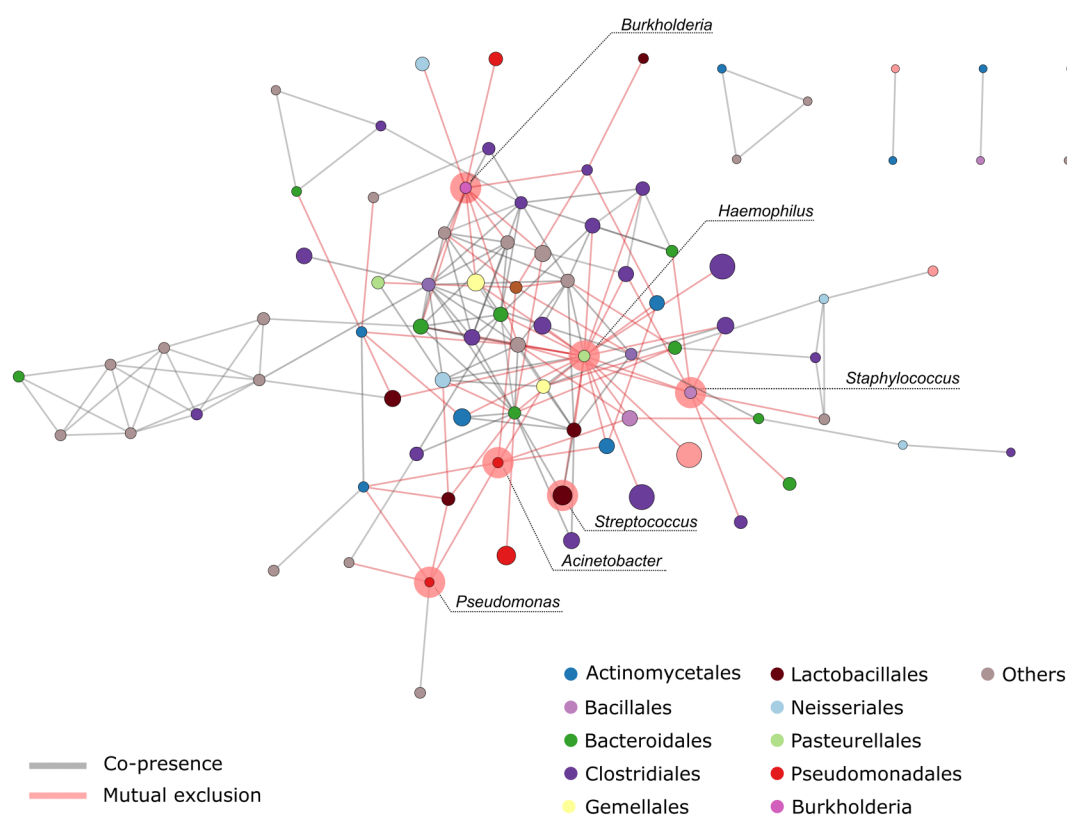 Burkholderia
Haemophilus
Staphylococcus
Streptococcus
Acinetobacter
Pseudomonas
Actinomycetales
Lactobacillales
Others
Bacillales
Neisseriales
Bacteroidales
Pasteurellales
Clostridiales
Pseudomonadales
Gemellales
Burkholderia
Co-presence
Mutual exclusion